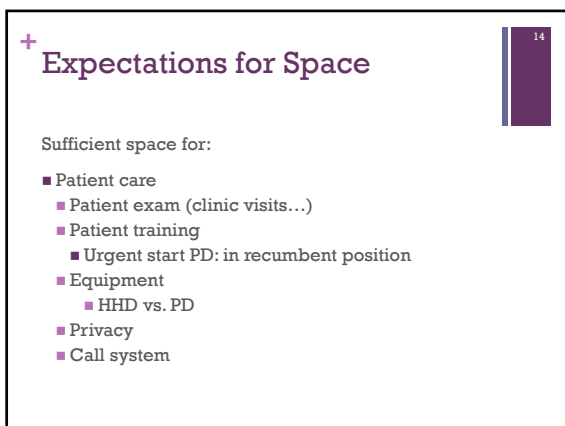 +
14
Expectations for Space
Sufficient space for:
■ Patient care
■ Patient exam (clinic visits…)
■ Patient training
■ Urgent start PD: in recumbent position
■ Equipment
■ HHD vs. PD
■ Privacy
■ Call system